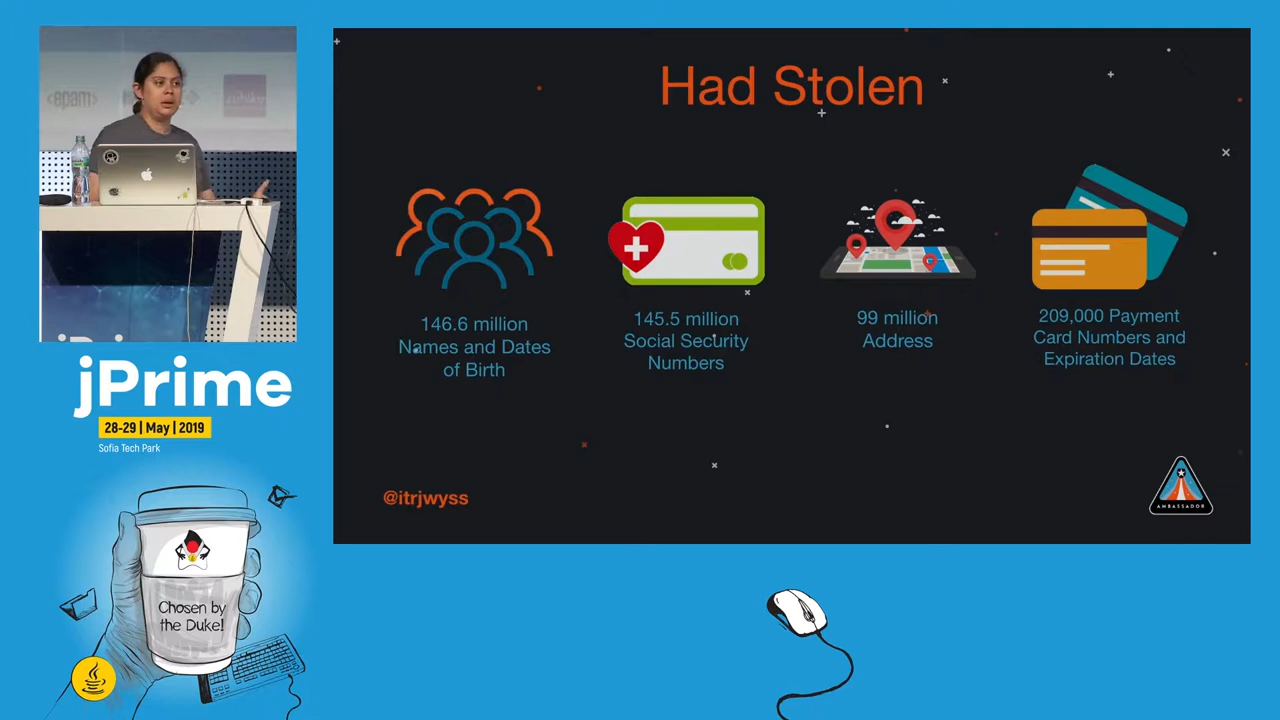 <epam>
Had Stolen
146.6 million
Names and Dates
of Birth
145.5 million
Social Security
Numbers
99 million
Address
209,000 Payment
Card Numbers and
Expiration Dates
@itrjwyss
AMBASSADOR
jPrime
28-29 | May | 2019
Sofia Tech Park
Chosen by
the Duke!